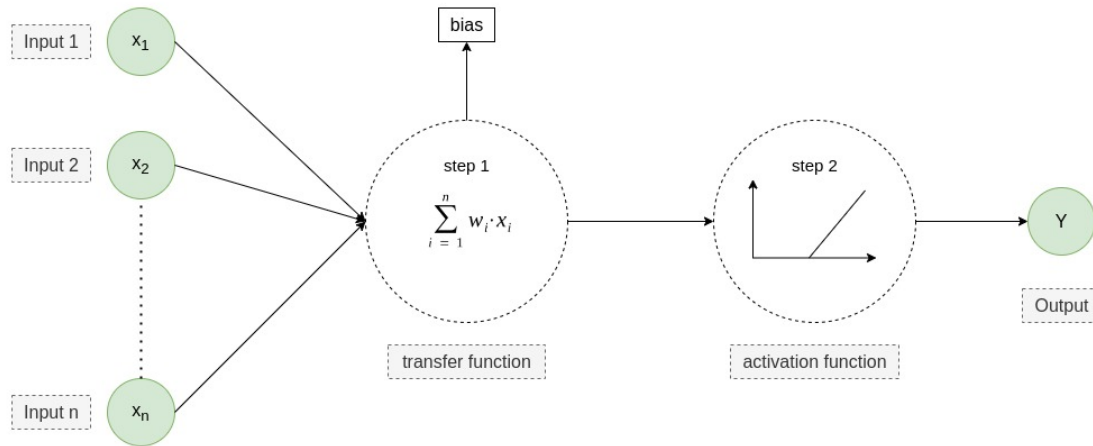 Input 1
x1
bias
Input 2
x2
step 1
n
∑ wi·xi
i = 1
step 2
Y
Output
transfer function
activation function
Input n
xn